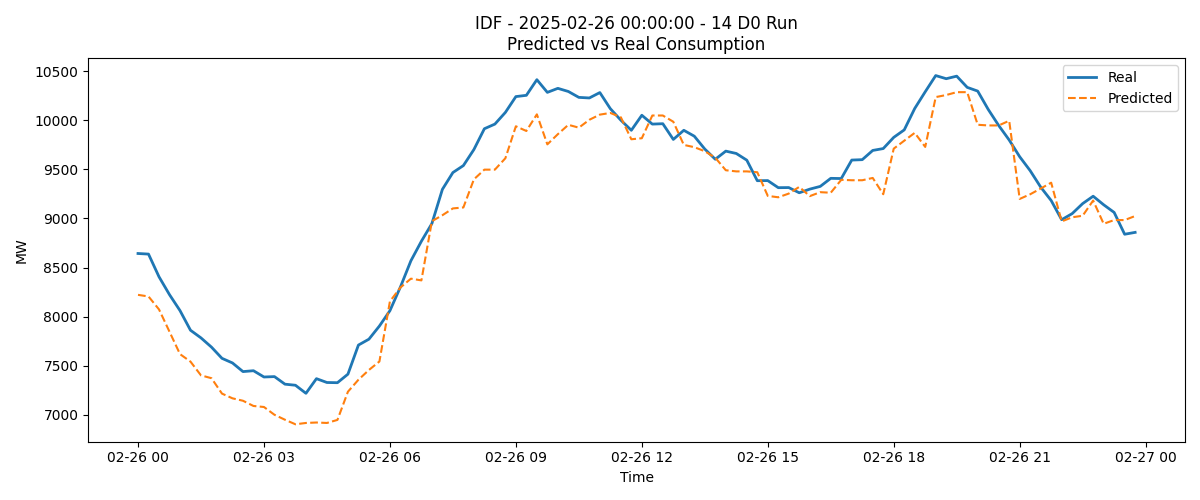 IDF - 2025-02-26 00:00:00 - 14 D0 Run
Predicted vs Real Consumption
Real
Predicted
MW
10500
10000
9500
9000
8500
8000
7500
7000
02-26 00
02-26 03
02-26 06
02-26 09
02-26 12
02-26 15
02-26 18
02-26 21
02-27 00
Time